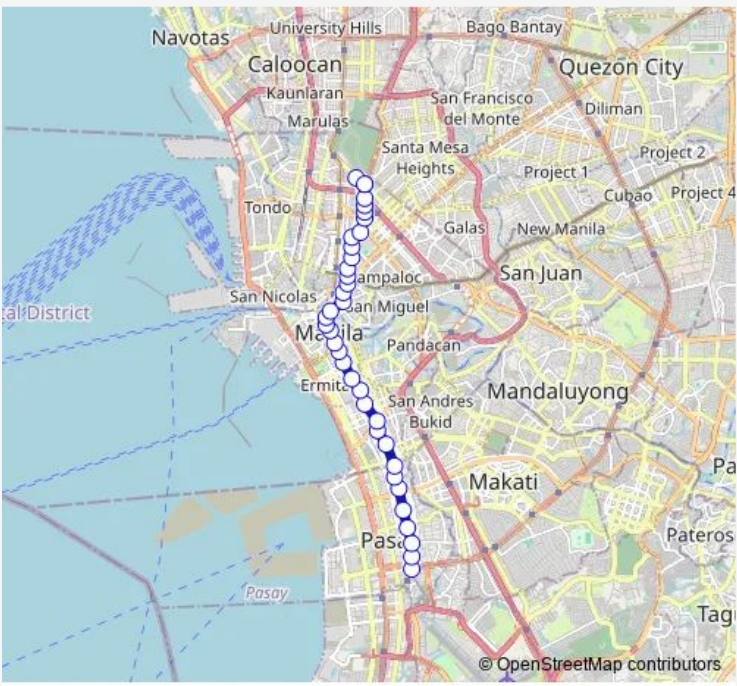 Navotas
University Hills
Bago Bantay
Caloocan
Quezon City
Kaunlaran
San Francisco
del Monte
Diliman
Marulas
Santa Mesa
Heights
Project 2
Project 1
Cubao
Project 4
Tondo
Galas
New Manila
ampaloc
San Juan
San Nicolas
San Miguel
tal District
Manila
Pandacan
Ermita
Mandaluyong
San Andres
Bukid
Pa
Makati
Pasa
Pateros
Pasay
Tag
© OpenStreetMap contributors